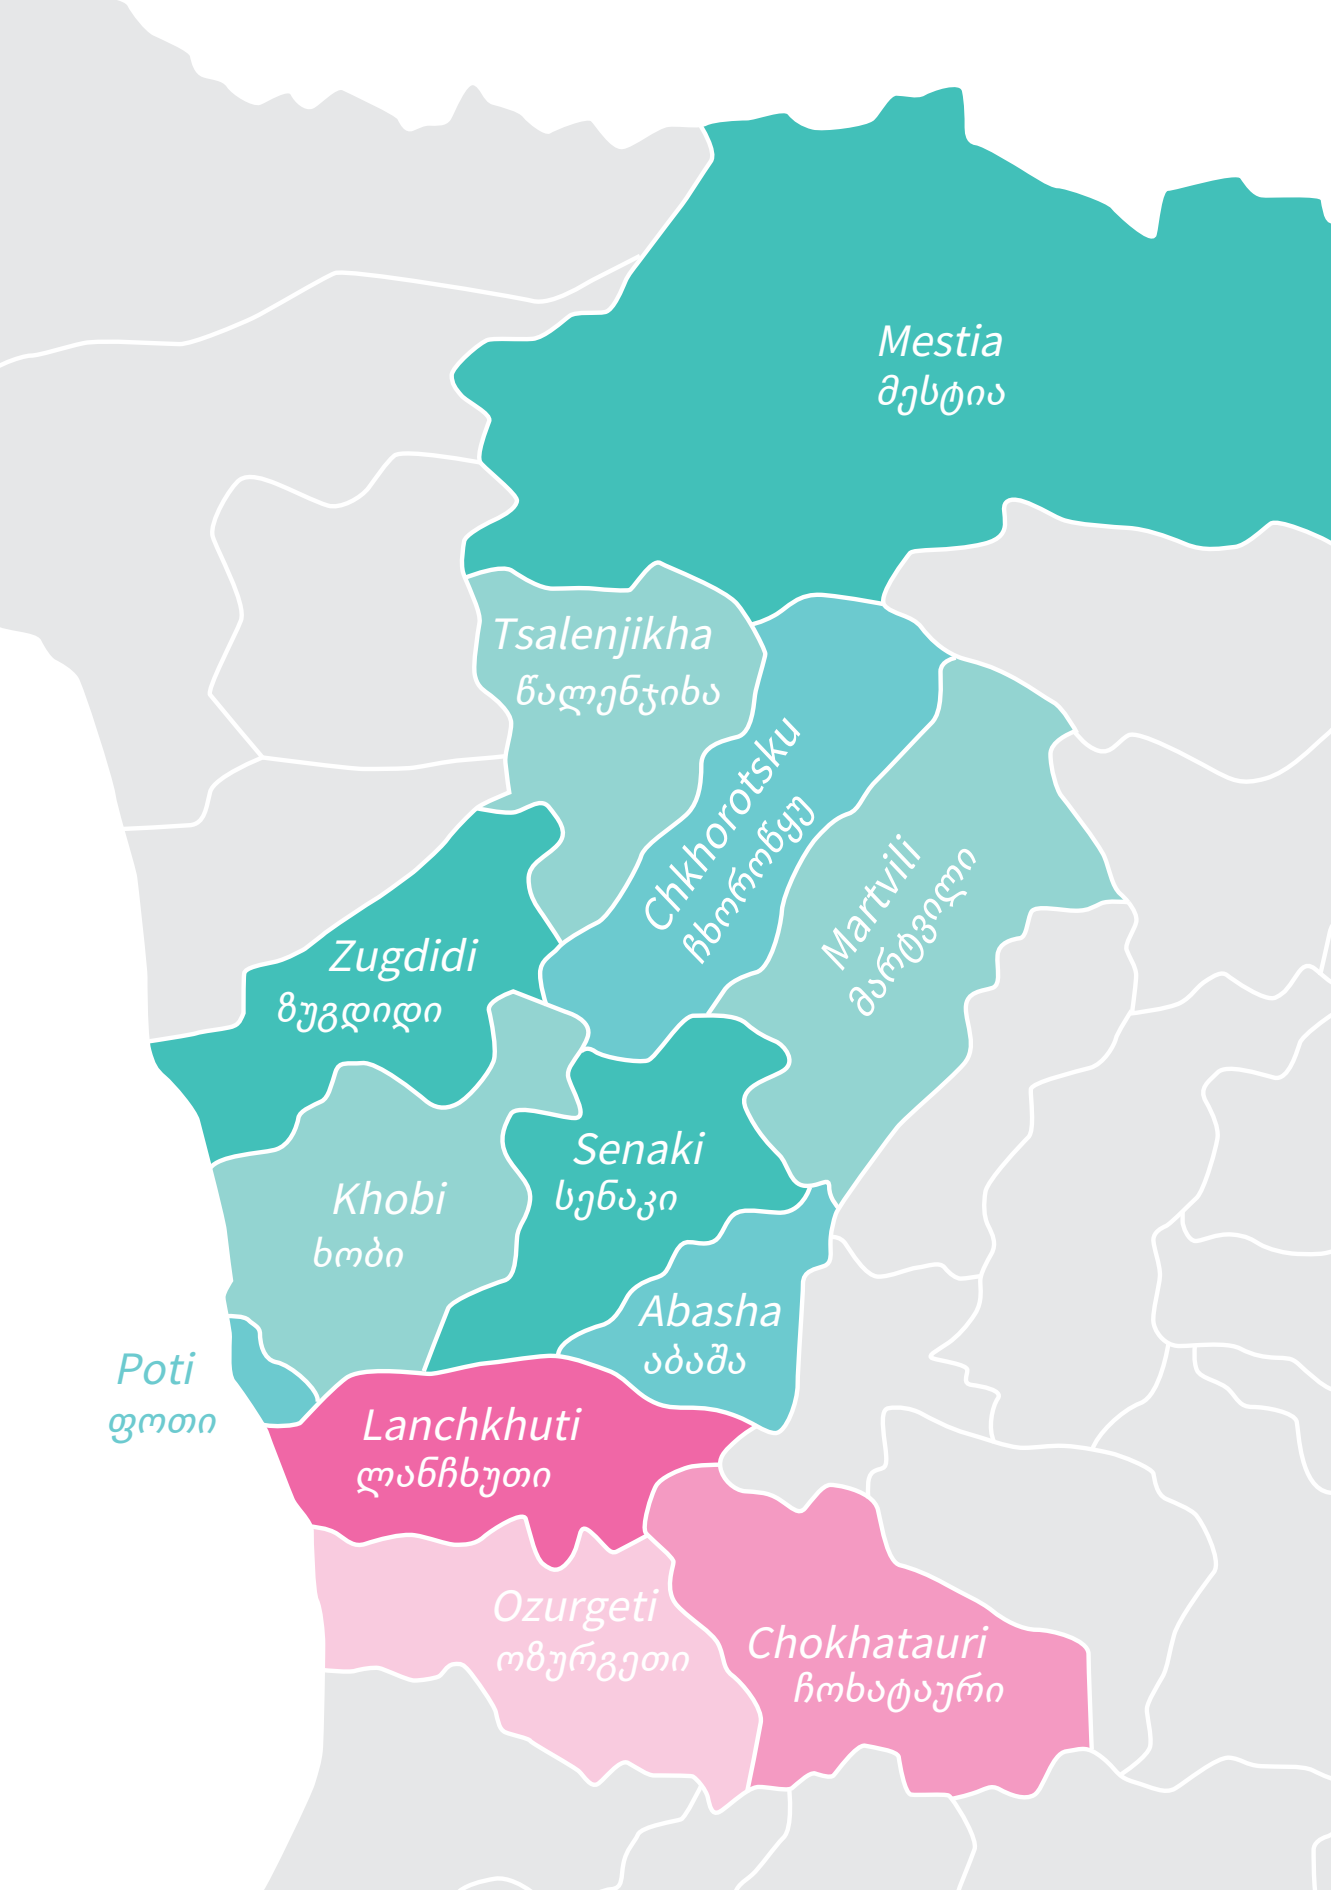 Mestia
მესტია
Tsalenjikha
წალენჯიხა
Chkhorotsku
ჩხოროწყუ
Martvili
მარტვილი
Zugdidi
ზუგდიდი
Senaki
სენაკი
Khobi
ხობი
Abasha
აბაშა
Poti
ფოთი
Lanchkhuti
ლანჩხუთი
Ozurgeti
ოზურგეთი
Chokhatauri
ჩოხატაური